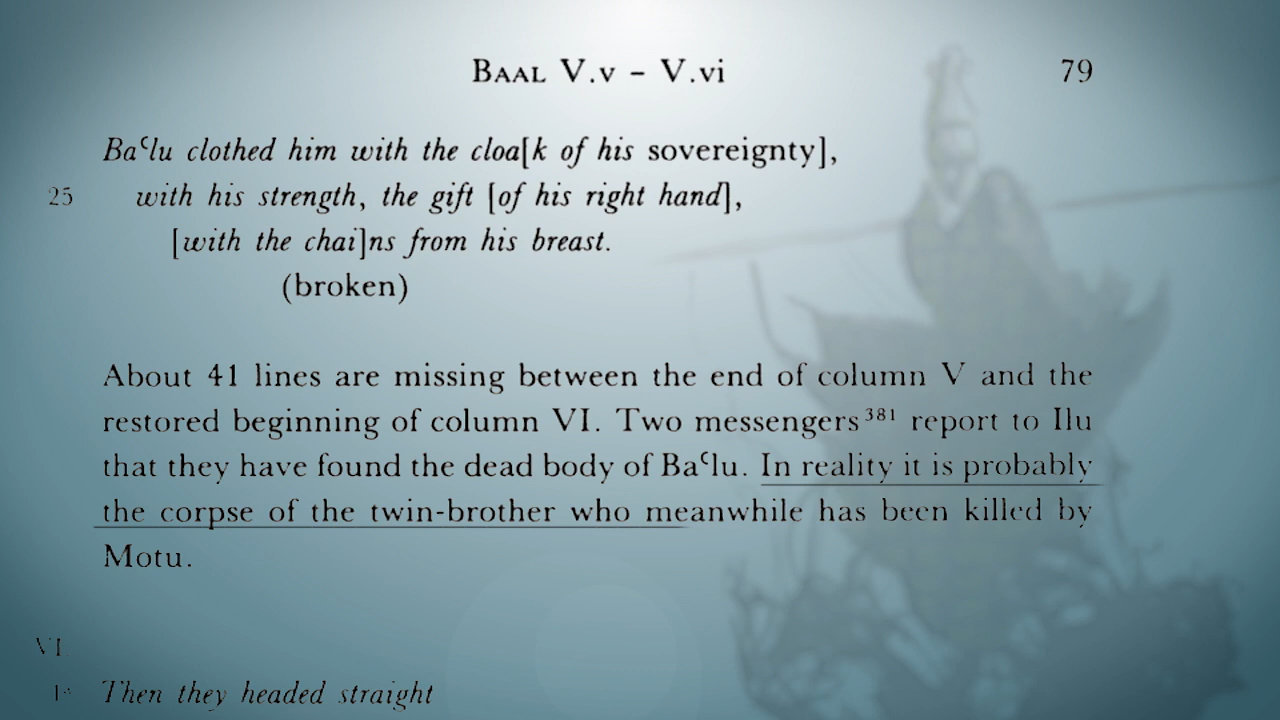 BAAL V.v – V.vi 79
Baʿlu clothed him with the cloa[k of his sovereignty],
25 with his strength, the gift [of his right hand],
[with the chai]ns from his breast.
(broken)
About 41 lines are missing between the end of column V and the
restored beginning of column VI. Two messengers³⁸¹ report to Ilu
that they have found the dead body of Baʿlu. In reality it is probably
the corpse of the twin-brother who meanwhile has been killed by
Motu.
VI
Then they headed straight